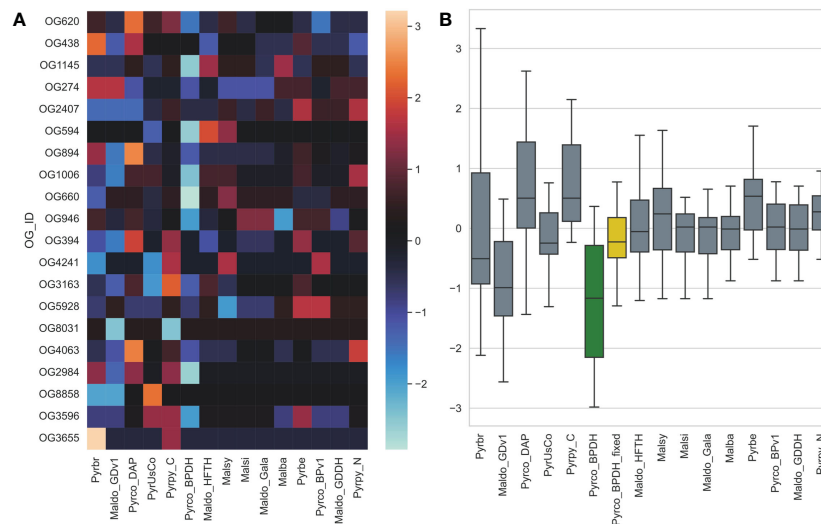 A
OG620
OG438
OG1145
OG274
OG2407
OG594
OG894
OG1006
OG660
OG946
OG394
OG4241
OG3163
OG5928
OG8031
OG4063
OG2984
OG8858
OG3596
OG3655
OG_ID
Pyrbr
Maldo_GDv1
Pyrco_DAP
PyrUsCo
Pyrpy_C
Pyrco_BPDH
Maldo_HFTH
Malsy
Malsi
Maldo_Gala
Malba
Pyrbe
Pyrco_BPv1
Maldo_GDDH
Pyrpy_N
3
2
1
0
−1
−2
B
3
2
1
0
−1
−2
−3
Pyrbr
Maldo_GDv1
Pyrco_DAP
PyrUsCo
Pyrpy_C
Pyrco_BPDH
Pyrco_BPDH_fixed
Maldo_HFTH
Malsy
Malsi
Maldo_Gala
Malba
Pyrbe
Pyrco_BPv1
Maldo_GDDH
Pyrpy_N